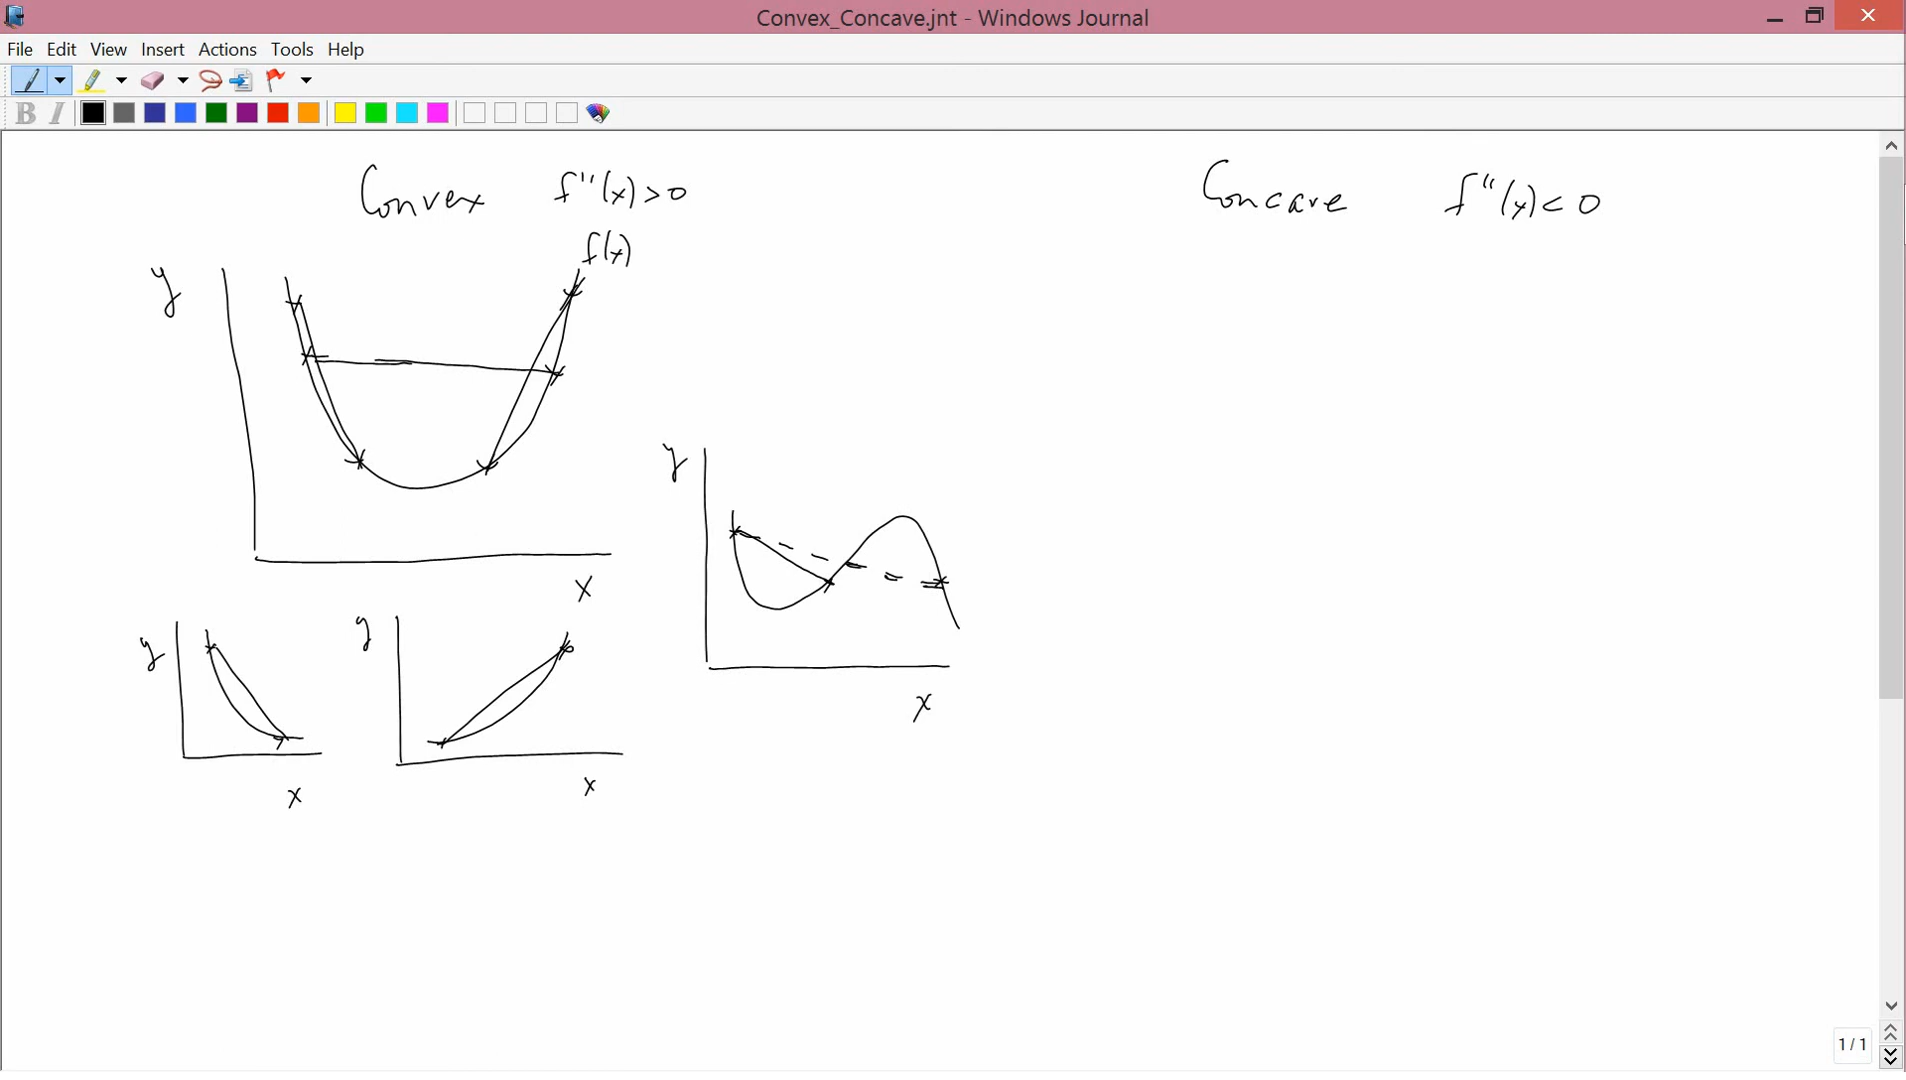 Convex_Concave.jnt - Windows Journal
File Edit View Insert Actions Tools Help
B I
Convex f''(x)>0
Concave f''(x)<0
f(x)
y
x
y
x
y
x
y
x
1 / 1